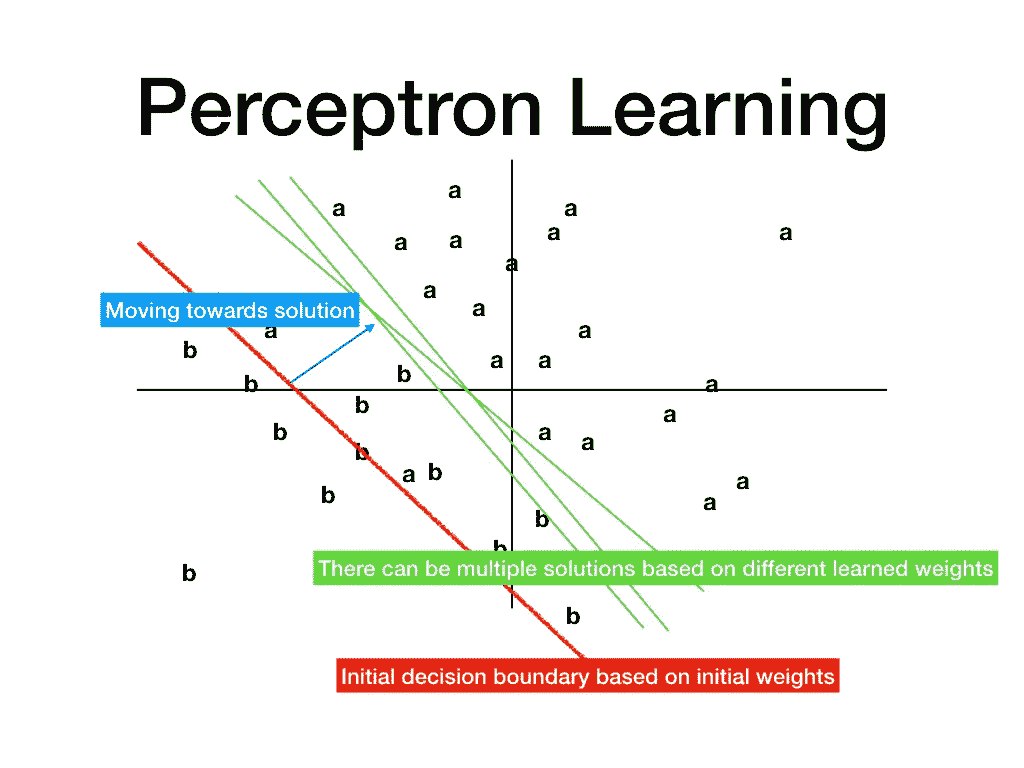 Perceptron Learning
a
a
a
a
a
a
a
a
a
a
Moving towards solution
a
a
a
b
a
a
b
b
a
b
a
b
a
a
b
a
b
a
a
b
b
b
There can be multiple solutions based on different learned weights
b
b
Initial decision boundary based on initial weights